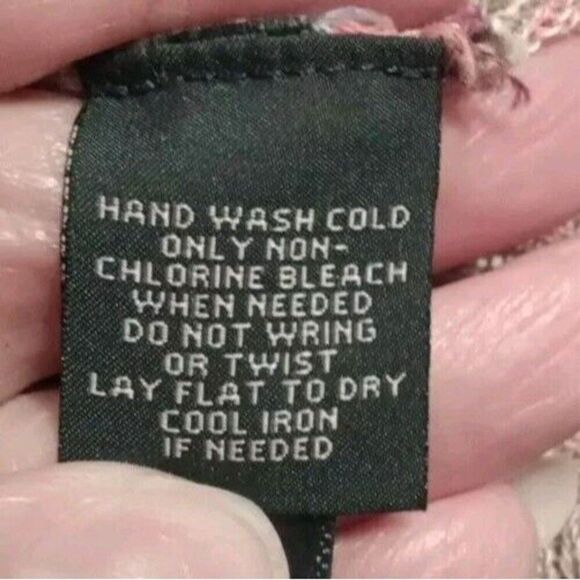 HAND WASH COLD
ONLY NON-
CHLORINE BLEACH
WHEN NEEDED
DO NOT WRING
OR TWIST
LAY FLAT TO DRY
COOL IRON
IF NEEDED